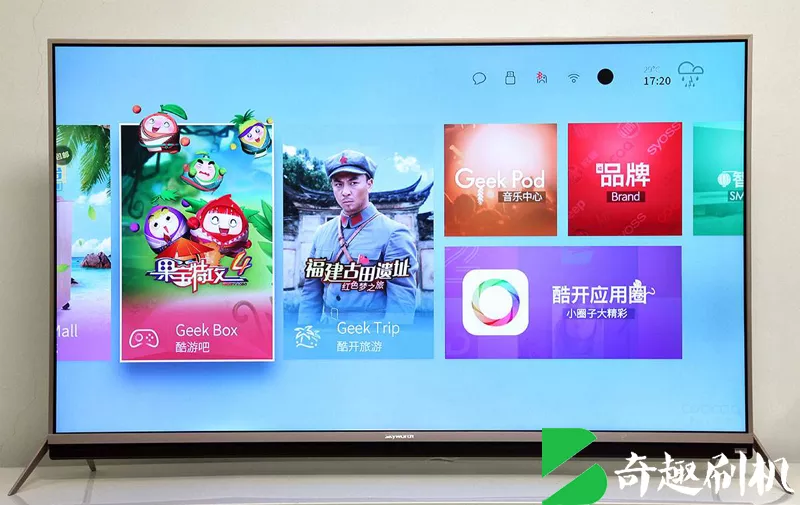 17:20
果宝特攻4
Mall
Geek Box
酷游吧
福建古田遗址
红色梦之旅
Geek Trip
酷开旅游
Geek Pod
音乐中心
品牌
Brand
智
SM
酷开应用圈
小圈子大精彩
Skyworth
奇趣刷机